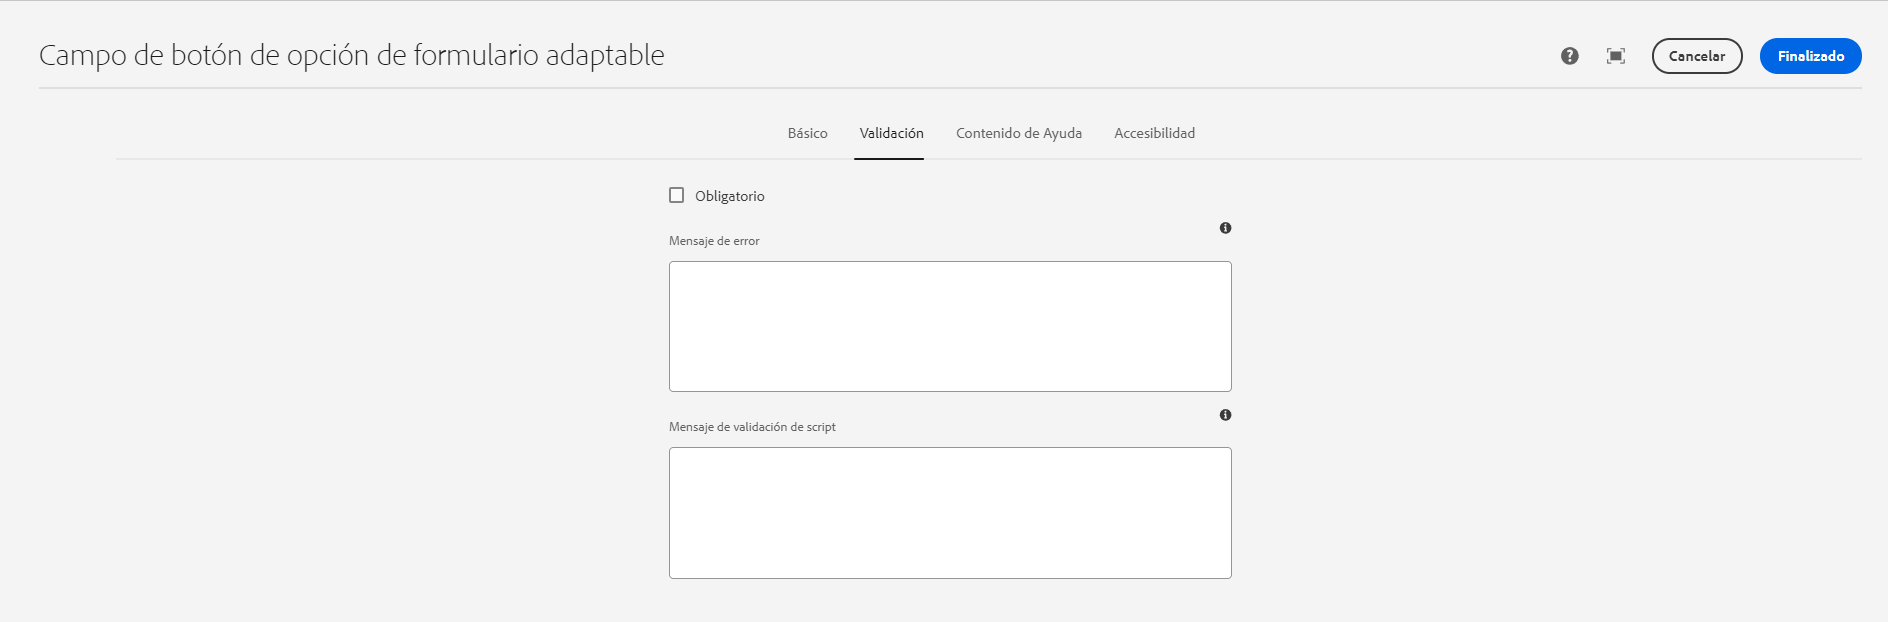 Campo de botón de opción de formulario adaptable
Cancelar
Finalizado
Básico
Validación
Contenido de Ayuda
Accesibilidad
Obligatorio
Mensaje de error
Mensaje de validación de script